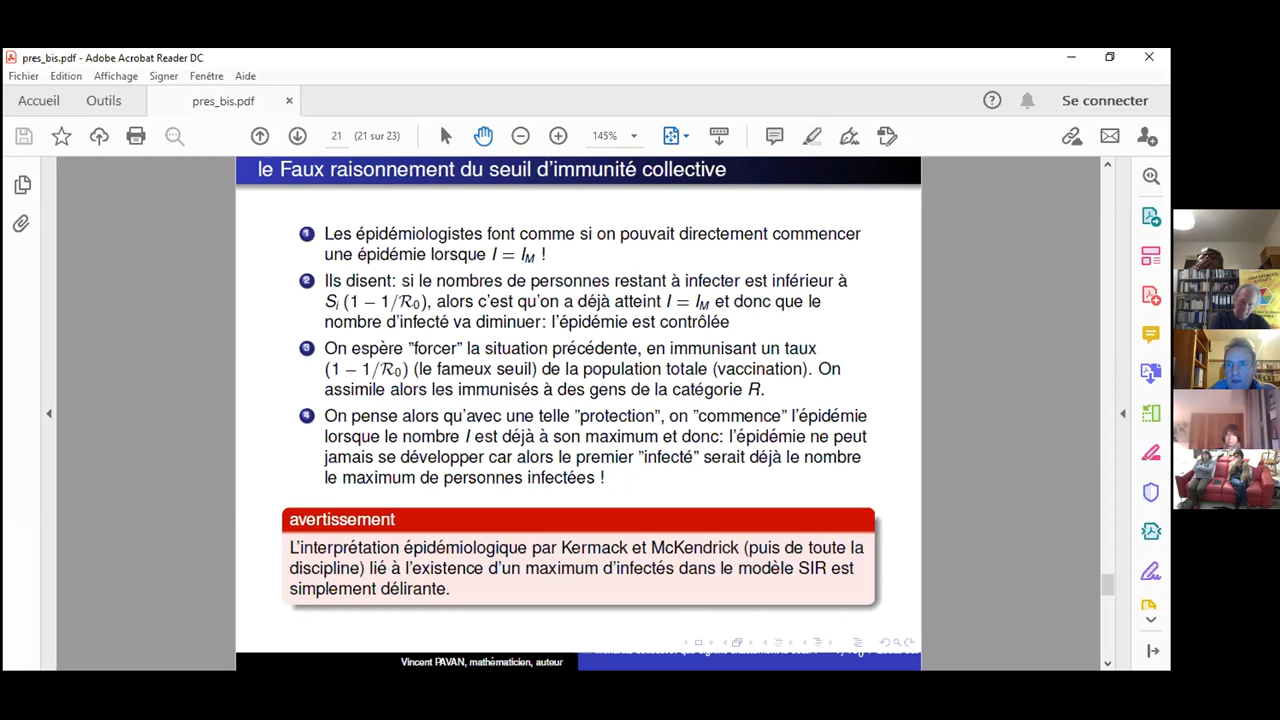 pres_bis.pdf - Adobe Acrobat Reader DC
Fichier Edition Affichage Signer Fenêtre Aide
Accueil Outils pres_bis.pdf × Se connecter
21 (21 sur 23) 145%
le Faux raisonnement du seuil d'immunité collective
1 Les épidémiologistes font comme si on pouvait directement commencer
une épidémie lorsque I = I_M !
2 Ils disent: si le nombres de personnes restant à infecter est inférieur à
S_i (1 − 1/R_0), alors c'est qu'on a déjà atteint I = I_M et donc que le
nombre d'infecté va diminuer: l'épidémie est contrôlée
3 On espère "forcer" la situation précédente, en immunisant un taux
(1 − 1/R_0) (le fameux seuil) de la population totale (vaccination). On
assimile alors les immunisés à des gens de la catégorie R.
4 On pense alors qu'avec une telle "protection", on "commence" l'épidémie
lorsque le nombre I est déjà à son maximum et donc: l'épidémie ne peut
jamais se développer car alors le premier "infecté" serait déjà le nombre
le maximum de personnes infectées !
avertissement
L'interprétation épidémiologique par Kermack et McKendrick (puis de toute la
discipline) lié à l'existence d'un maximum d'infectés dans le modèle SIR est
simplement délirante.
Vincent PAVAN, mathématicien, auteur